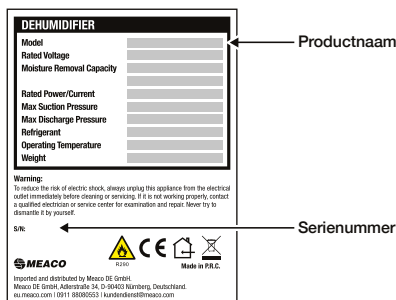 DEHUMIDIFIER
Model
Productnaam
Rated Voltage
Moisture Removal Capacity
Rated Power/Current
Max Suction Pressure
Max Discharge Pressure
Refrigerant
Operating Temperature
Weight
Warning:
To reduce the risk of electric shock, always unplug this appliance from the electrical
outlet immediately before cleaning or servicing. If it is not working properly, contact
a qualified electrician or service center for examination and repair. Never try to
dismantle it by yourself.
S/N:
Serienummer
MEACO
R290
CE
Made in P.R.C.
Imported and distributed by Meaco DE GmbH.
Meaco DE GmbH, Adlerstraße 34, D-90403 Nürnberg, Deutschland.
eu.meaco.com I 0911 88080553 I kundendienst@meaco.com